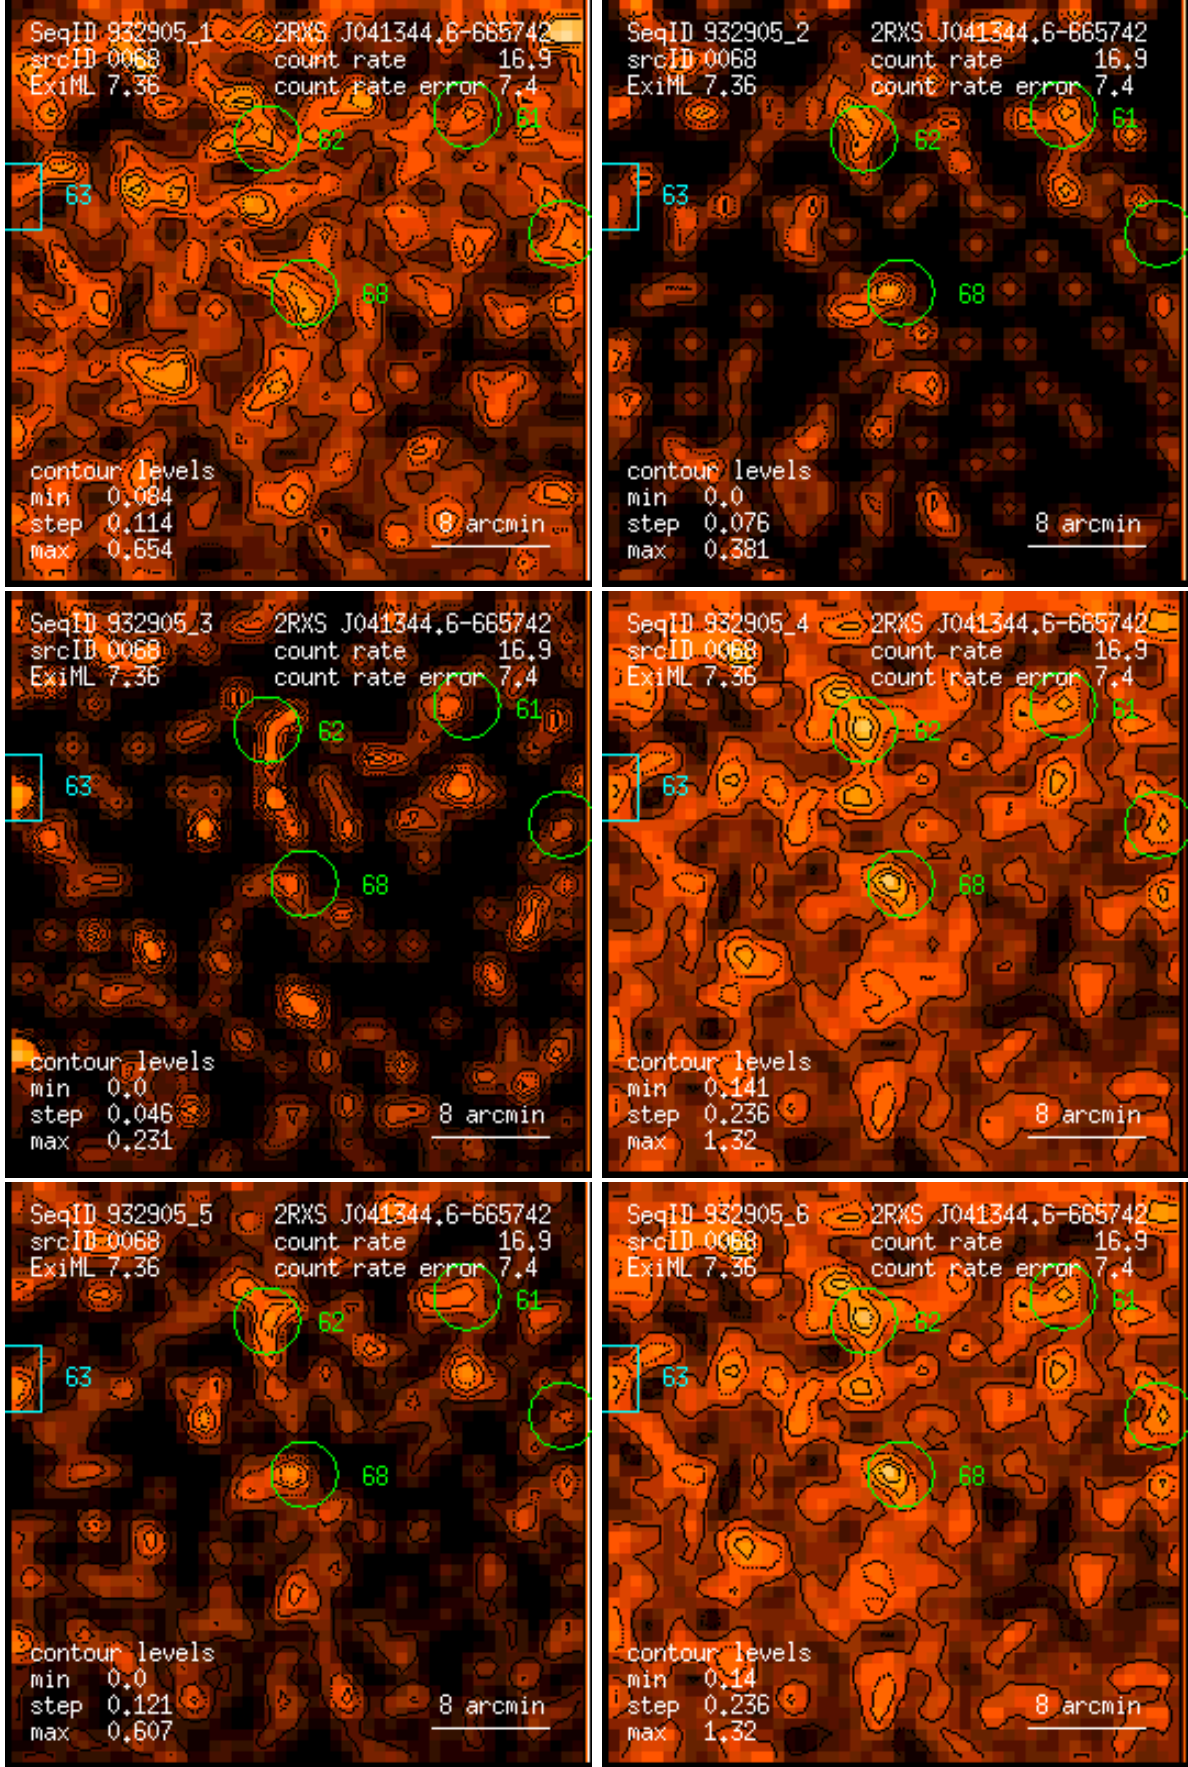 SeqID 932905_1 2RXS J041344.6-665742
srcID 0068 count rate 16.9
ExiML 7.36 count rate error 7.4
61
62
63
68
contour levels
min 0.084
step 0.114 8 arcmin
max 0.654
SeqID 932905_2 2RXS J041344.6-665742
srcID 0068 count rate 16.9
ExiML 7.36 count rate error 7.4
61
62
63
68
contour levels
min 0.0
step 0.076 8 arcmin
max 0.381
SeqID 932905_3 2RXS J041344.6-665742
srcID 0068 count rate 16.9
ExiML 7.36 count rate error 7.4
61
62
63
68
contour levels
min 0.0
step 0.046 8 arcmin
max 0.231
SeqID 932905_4 2RXS J041344.6-665742
srcID 0068 count rate 16.9
ExiML 7.36 count rate error 7.4
61
62
63
68
contour levels
min 0.141
step 0.236 8 arcmin
max 1.32
SeqID 932905_5 2RXS J041344.6-665742
srcID 0068 count rate 16.9
ExiML 7.36 count rate error 7.4
61
62
63
68
contour levels
min 0.0
step 0.121 8 arcmin
max 0.607
SeqID 932905_6 2RXS J041344.6-665742
srcID 0068 count rate 16.9
ExiML 7.36 count rate error 7.4
61
62
63
68
contour levels
min 0.14
step 0.236 8 arcmin
max 1.32